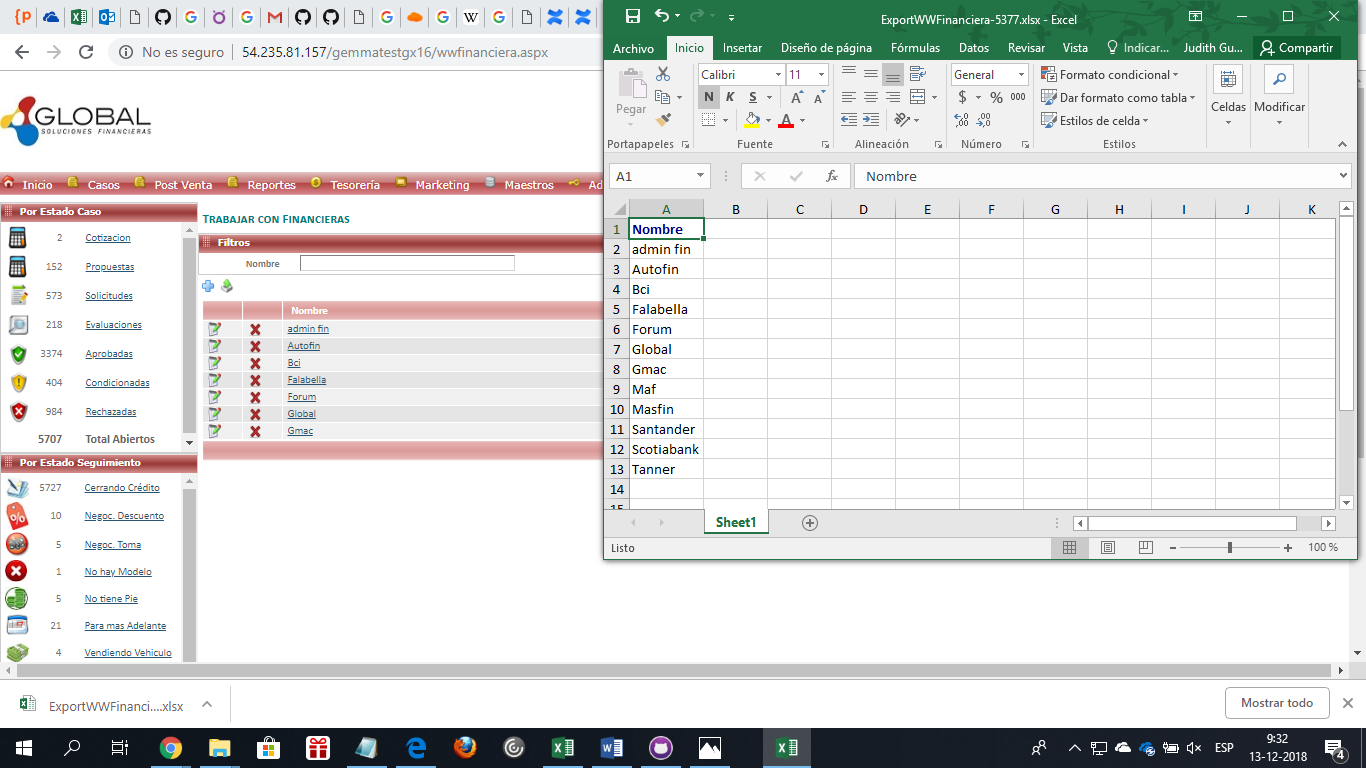 No es seguro
54.235.81.157/gemmatestgx16/wwfinanciera.aspx
GLOBAL
SOLUCIONES FINANCIERAS
Inicio Casos Post Venta Reportes Tesorería Marketing Maestros Ad
Por Estado Caso
2 Cotizacion
152 Propuestas
573 Solicitudes
218 Evaluaciones
3374 Aprobadas
404 Condicionadas
984 Rechazadas
5707 Total Abiertos
Por Estado Seguimiento
5727 Cerrando Crédito
10 Negoc. Descuento
5 Negoc. Toma
1 No hay Modelo
5 No tiene Pie
21 Para mas Adelante
4 Vendiendo Vehiculo
TRABAJAR CON FINANCIERAS
Filtros
Nombre
Nombre
admin fin
Autofin
Bci
Falabella
Forum
Global
Gmac
ExportWWFinanciera-5377.xlsx - Excel
Archivo Inicio Insertar Diseño de página Fórmulas Datos Revisar Vista Indicar... Judith Gu... Compartir
Pegar
Calibri 11
N K S
General
$ % 000
Formato condicional
Dar formato como tabla
Estilos de celda
Celdas
Modificar
Portapapeles Fuente Alineación Número Estilos
A1 fx Nombre
A B C D E F G H I J K
1 Nombre
2 admin fin
3 Autofin
4 Bci
5 Falabella
6 Forum
7 Global
8 Gmac
9 Maf
10 Masfin
11 Santander
12 Scotiabank
13 Tanner
14
15
Sheet1
Listo
100 %
ExportWWFinanci....xlsx
Mostrar todo
ESP
9:32
13-12-2018
4